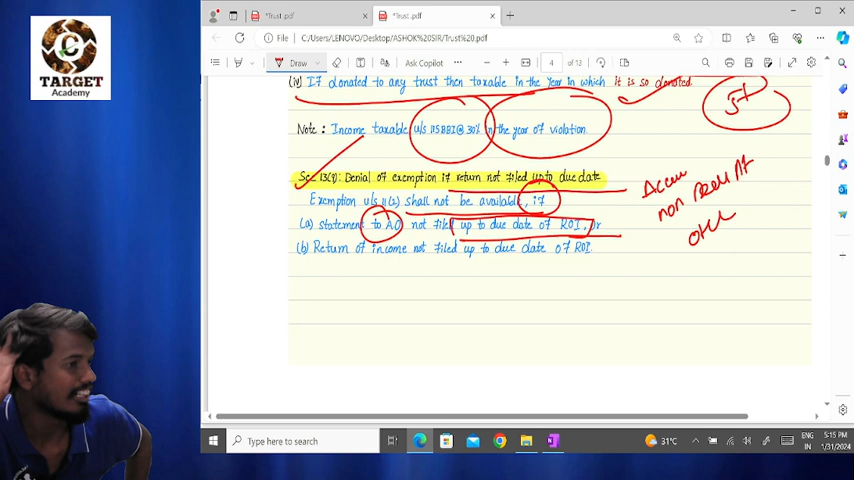 *Trust.pdf
*Trust.pdf
File
C:/Users/LENOVO/Desktop/ASHOK%20SIR/Trust%20.pdf
Draw
Ask Copilot
4
of 13
TARGET
Academy
(iv) If donated to any trust then taxable in the year in which it is so donated
5+
Note : Income taxable u/s 115BBI@30% in the year of violation.
Sec 13(9): Denial of exemption if return not filed up to due date
Exemption u/s 11(2) shall not be available, if
(a) statement to A.O not filed up to due date of ROI, or
(b) Return of income not filed up to due date of ROI.
Accu
non
Type here to search
31°C
ENG
IN
5:15 PM
1/31/2024